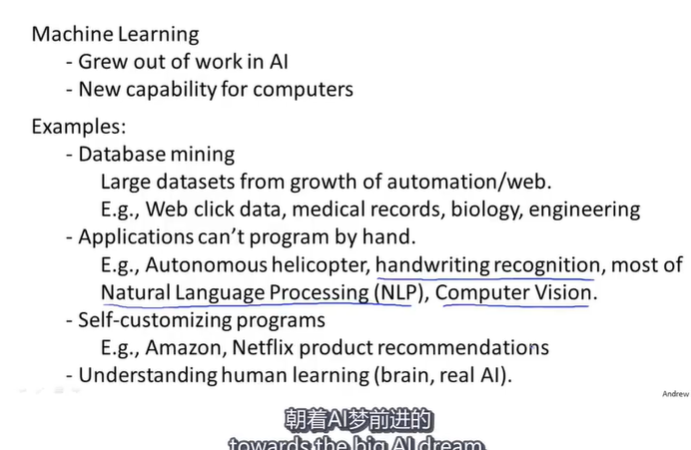 Machine Learning
- Grew out of work in AI
- New capability for computers
Examples:
- Database mining
Large datasets from growth of automation/web.
E.g., Web click data, medical records, biology, engineering
- Applications can’t program by hand.
E.g., Autonomous helicopter, handwriting recognition, most of
Natural Language Processing (NLP), Computer Vision.
- Self-customizing programs
E.g., Amazon, Netflix product recommendations
- Understanding human learning (brain, real AI).
Andrew
朝着AI梦前进的
towards the big AI dream